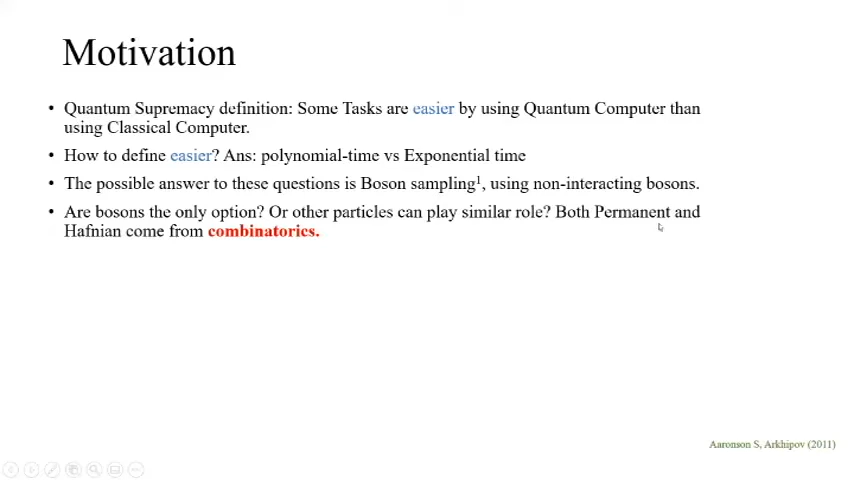 Motivation
• Quantum Supremacy definition: Some Tasks are easier by using Quantum Computer than
using Classical Computer.
• How to define easier? Ans: polynomial-time vs Exponential time
• The possible answer to these questions is Boson sampling¹, using non-interacting bosons.
• Are bosons the only option? Or other particles can play similar role? Both Permanent and
Hafnian come from combinatorics.
Aaronson S, Arkhipov (2011)